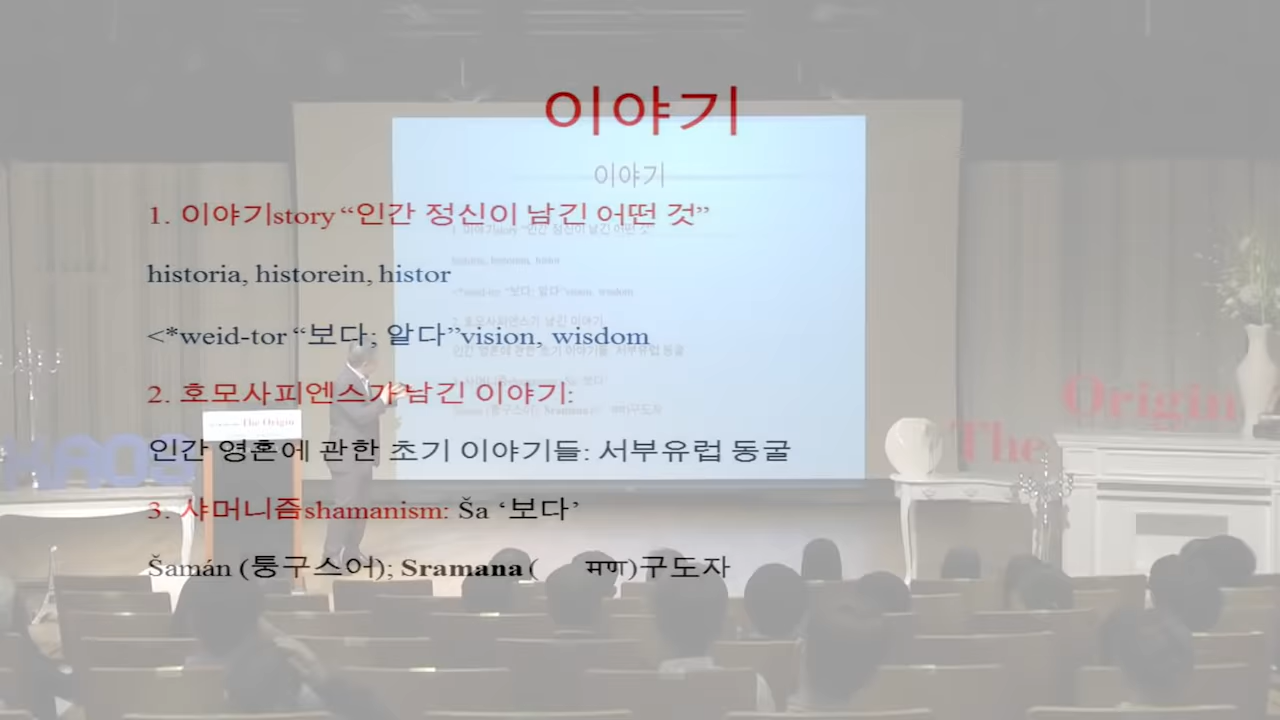 이야기
이야기
1. 이야기story “인간 정신이 남긴 어떤 것”
historia, historein, histor
<*weid-tor “보다; 알다”vision, wisdom
2. 호모사피엔스가 남긴 이야기:
인간 영혼에 관한 초기 이야기들: 서부유럽 동굴
3. 샤머니즘shamanism: Ša ‘보다’
Šamán (퉁구스어); Sramana ( मण)구도자
The Origin
KAOS
The Origin